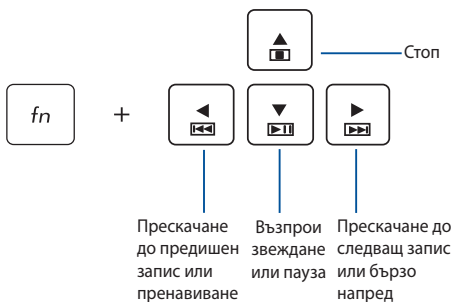 Стоп
fn
+
Прескачане
до предишен
запис или
пренавиване
Възпрои
звеждане
или пауза
Прескачане до
следващ запис
или бързо
напред